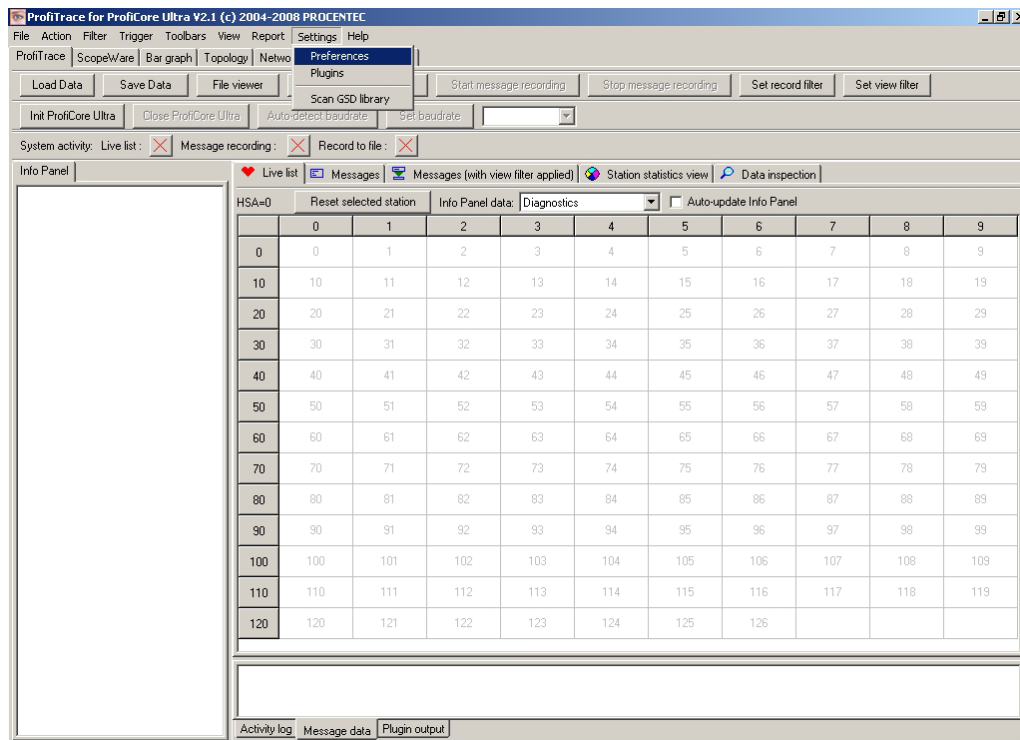 ProfiTrace for ProfiCore Ultra V2.1 (c) 2004-2008 PROCENTEC
File Action Filter Trigger Toolbars View Report Settings Help
ProfiTrace ScopeWare Bar graph Topology Netwo
Preferences
Plugins
Scan GSD library
Load Data Save Data File viewer Start message recording Stop message recording Set record filter Set view filter
Init ProfiCore Ultra Close ProfiCore Ultra Auto-detect baudrate Set baudrate
System activity: Live list : Message recording : Record to file :
Info Panel
Live list Messages Messages (with view filter applied) Station statistics view Data inspection
HSA=0 Reset selected station Info Panel data: Diagnostics Auto-update Info Panel
0 1 2 3 4 5 6 7 8 9
0 0 1 2 3 4 5 6 7 8 9
10 10 11 12 13 14 15 16 17 18 19
20 20 21 22 23 24 25 26 27 28 29
30 30 31 32 33 34 35 36 37 38 39
40 40 41 42 43 44 45 46 47 48 49
50 50 51 52 53 54 55 56 57 58 59
60 60 61 62 63 64 65 66 67 68 69
70 70 71 72 73 74 75 76 77 78 79
80 80 81 82 83 84 85 86 87 88 89
90 90 91 92 93 94 95 96 97 98 99
100 100 101 102 103 104 105 106 107 108 109
110 110 111 112 113 114 115 116 117 118 119
120 120 121 122 123 124 125 126
Activity log Message data Plugin output